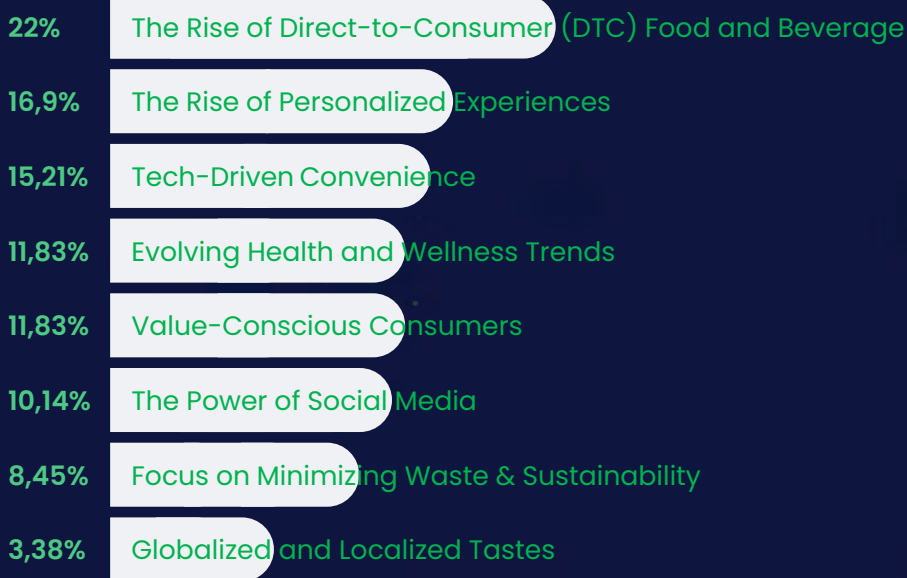 22% The Rise of Direct-to-Consumer (DTC) Food and Beverage
16,9% The Rise of Personalized Experiences
15,21% Tech-Driven Convenience
11,83% Evolving Health and Wellness Trends
11,83% Value-Conscious Consumers
10,14% The Power of Social Media
8,45% Focus on Minimizing Waste & Sustainability
3,38% Globalized and Localized Tastes